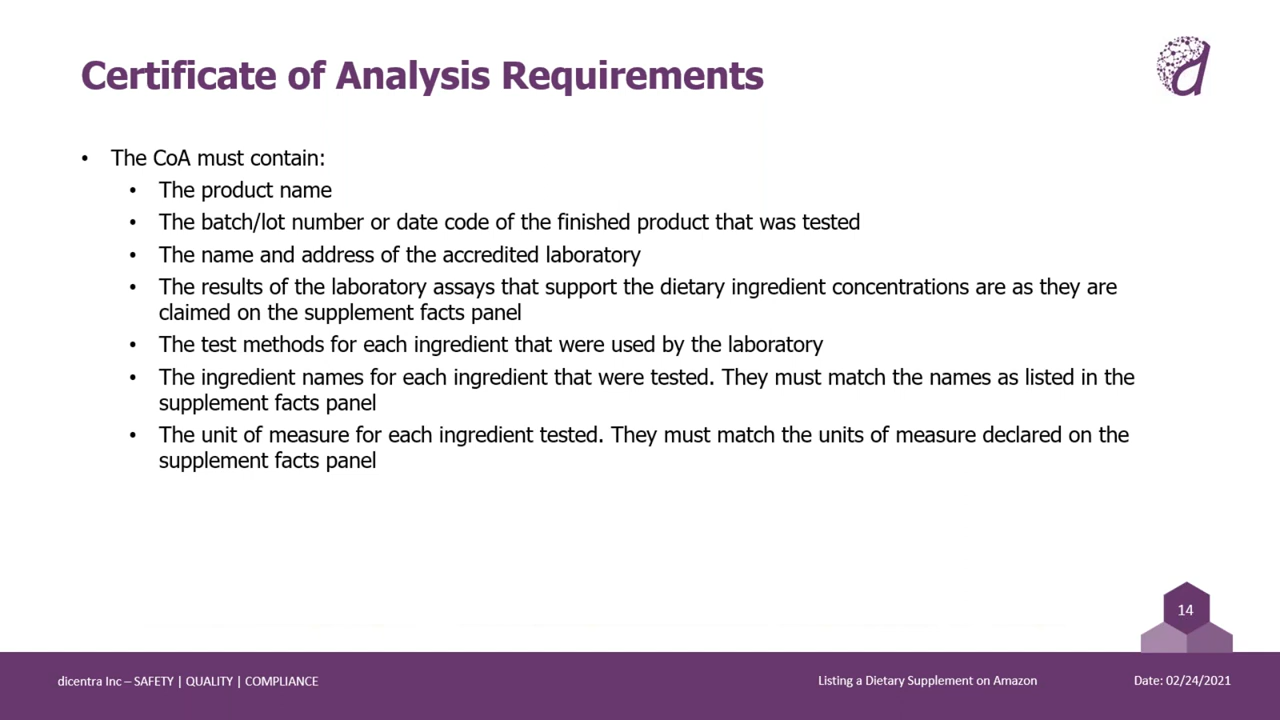 Certificate of Analysis Requirements
• The CoA must contain:
• The product name
• The batch/lot number or date code of the finished product that was tested
• The name and address of the accredited laboratory
• The results of the laboratory assays that support the dietary ingredient concentrations are as they are
claimed on the supplement facts panel
• The test methods for each ingredient that were used by the laboratory
• The ingredient names for each ingredient that were tested. They must match the names as listed in the
supplement facts panel
• The unit of measure for each ingredient tested. They must match the units of measure declared on the
supplement facts panel
14
dicentra Inc – SAFETY | QUALITY | COMPLIANCE
Listing a Dietary Supplement on Amazon
Date: 02/24/2021